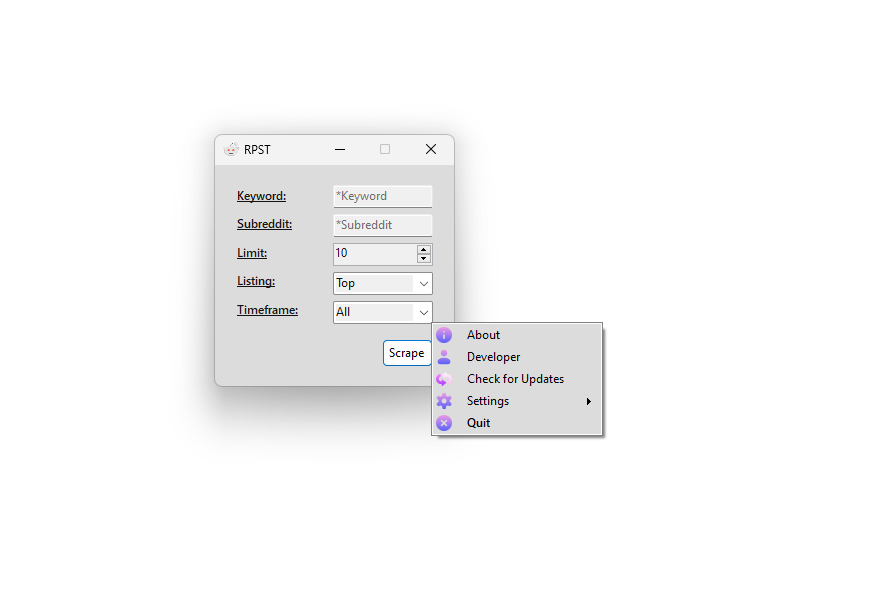 RPST
Keyword: *Keyword
Subreddit: *Subreddit
Limit: 10
Listing: Top
Timeframe: All
Scrape
About
Developer
Check for Updates
Settings
Quit